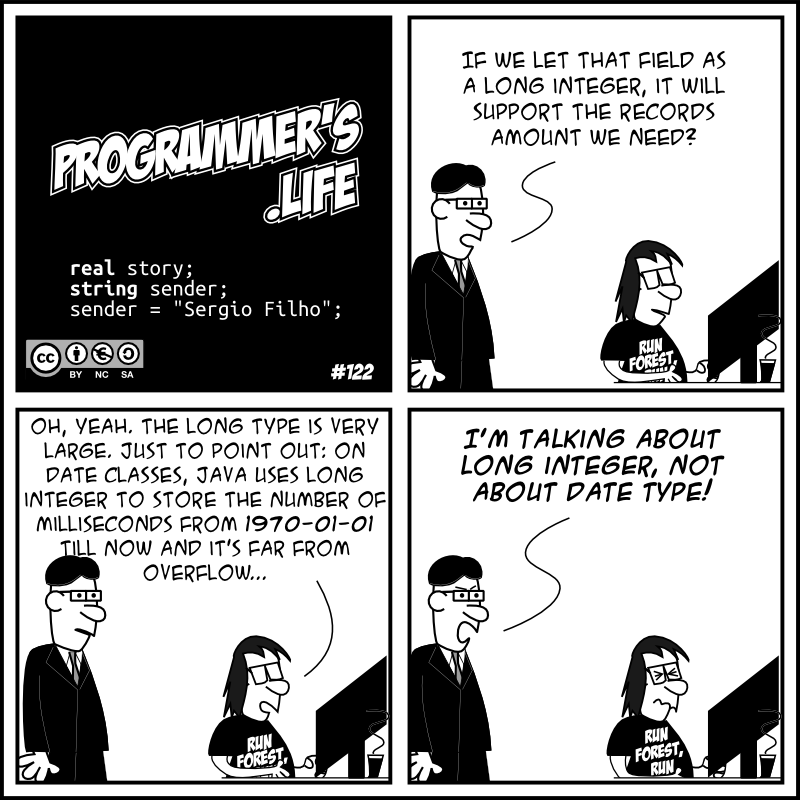 PROGRAMMER'S
.LIFE
real story;
string sender;
sender = "Sergio Filho";
cc
BY NC SA
#122
IF WE LET THAT FIELD AS
A LONG INTEGER, IT WILL
SUPPORT THE RECORDS
AMOUNT WE NEED?
RUN
FOREST,
OH, YEAH. THE LONG TYPE IS VERY
LARGE. JUST TO POINT OUT: ON
DATE CLASSES, JAVA USES LONG
INTEGER TO STORE THE NUMBER OF
MILLISECONDS FROM 1970-01-01
TILL NOW AND IT'S FAR FROM
OVERFLOW...
RUN
FOREST,
I'M TALKING ABOUT
LONG INTEGER, NOT
ABOUT DATE TYPE!
RUN
FOREST,
RUN.